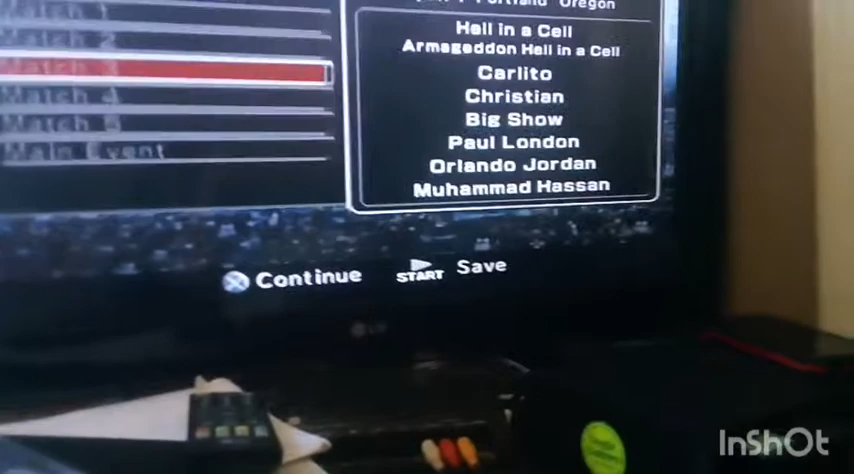 Match 1
Match 2
Match 3
Match 4
Match 5
Main Event
Portland Oregon
Hell in a Cell
Armageddon Hell in a Cell
Carlito
Christian
Big Show
Paul London
Orlando Jordan
Muhammad Hassan
Continue START Save
LG
InShOt